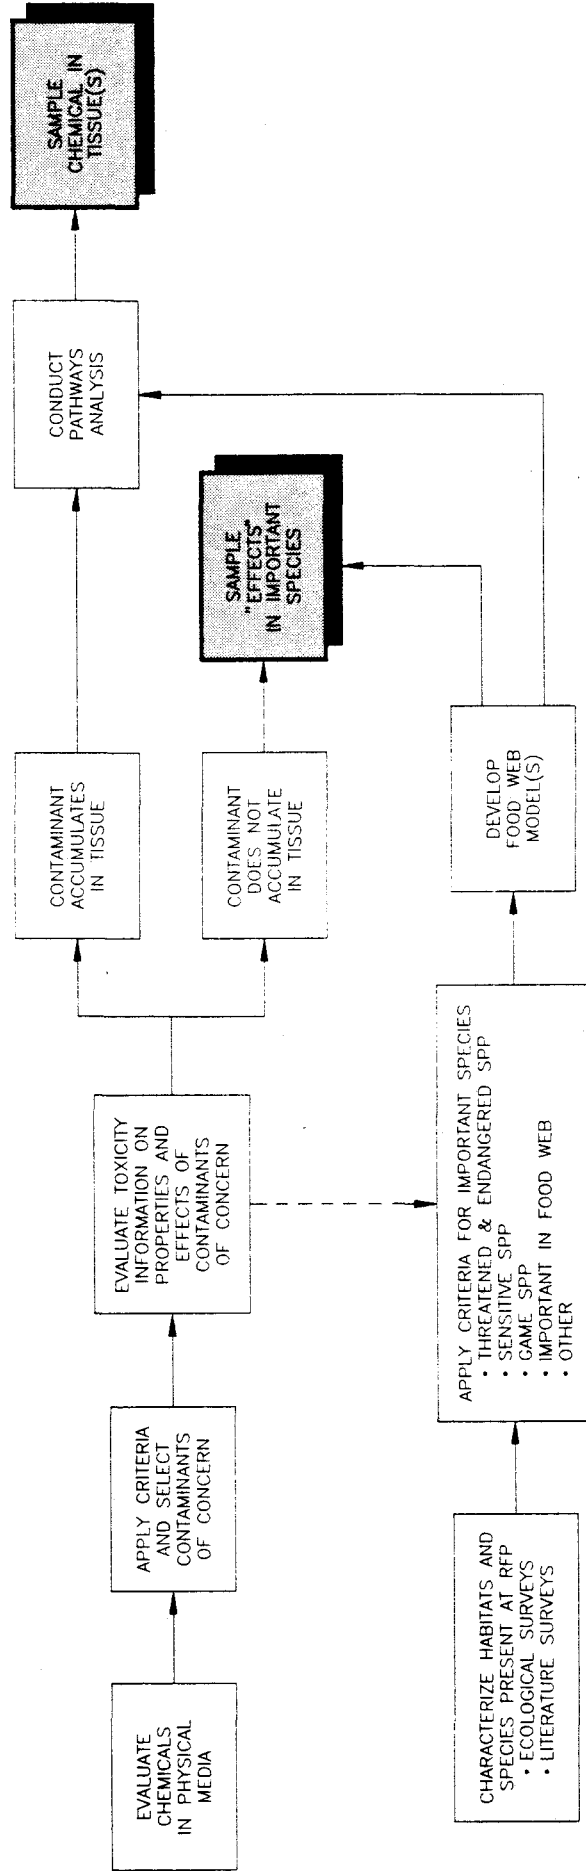 EVALUATE
CHEMICALS
IN PHYSICAL
MEDIA
APPLY CRITERIA
AND SELECT
CONTAMINANTS
OF CONCERN
EVALUATE TOXICITY
INFORMATION ON
PROPERTIES AND
EFFECTS OF
CONTAMINANTS
OF CONCERN
CONTAMINANT
ACCUMULATES
IN TISSUE
CONDUCT
PATHWAYS
ANALYSIS
SAMPLE
CHEMICAL IN
TISSUE(S)
CONTAMINANT
DOES NOT
ACCUMULATE
IN TISSUE
SAMPLE
"EFFECTS"
IN IMPORTANT
SPECIES
CHARACTERIZE HABITATS AND
SPECIES PRESENT AT RFP
• ECOLOGICAL SURVEYS
• LITERATURE SURVEYS
APPLY CRITERIA FOR IMPORTANT SPECIES
• THREATENED & ENDANGERED SPP
• SENSITIVE SPP
• GAME SPP
• IMPORTANT IN FOOD WEB
• OTHER
DEVELOP
FOOD WEB
MODEL(S)